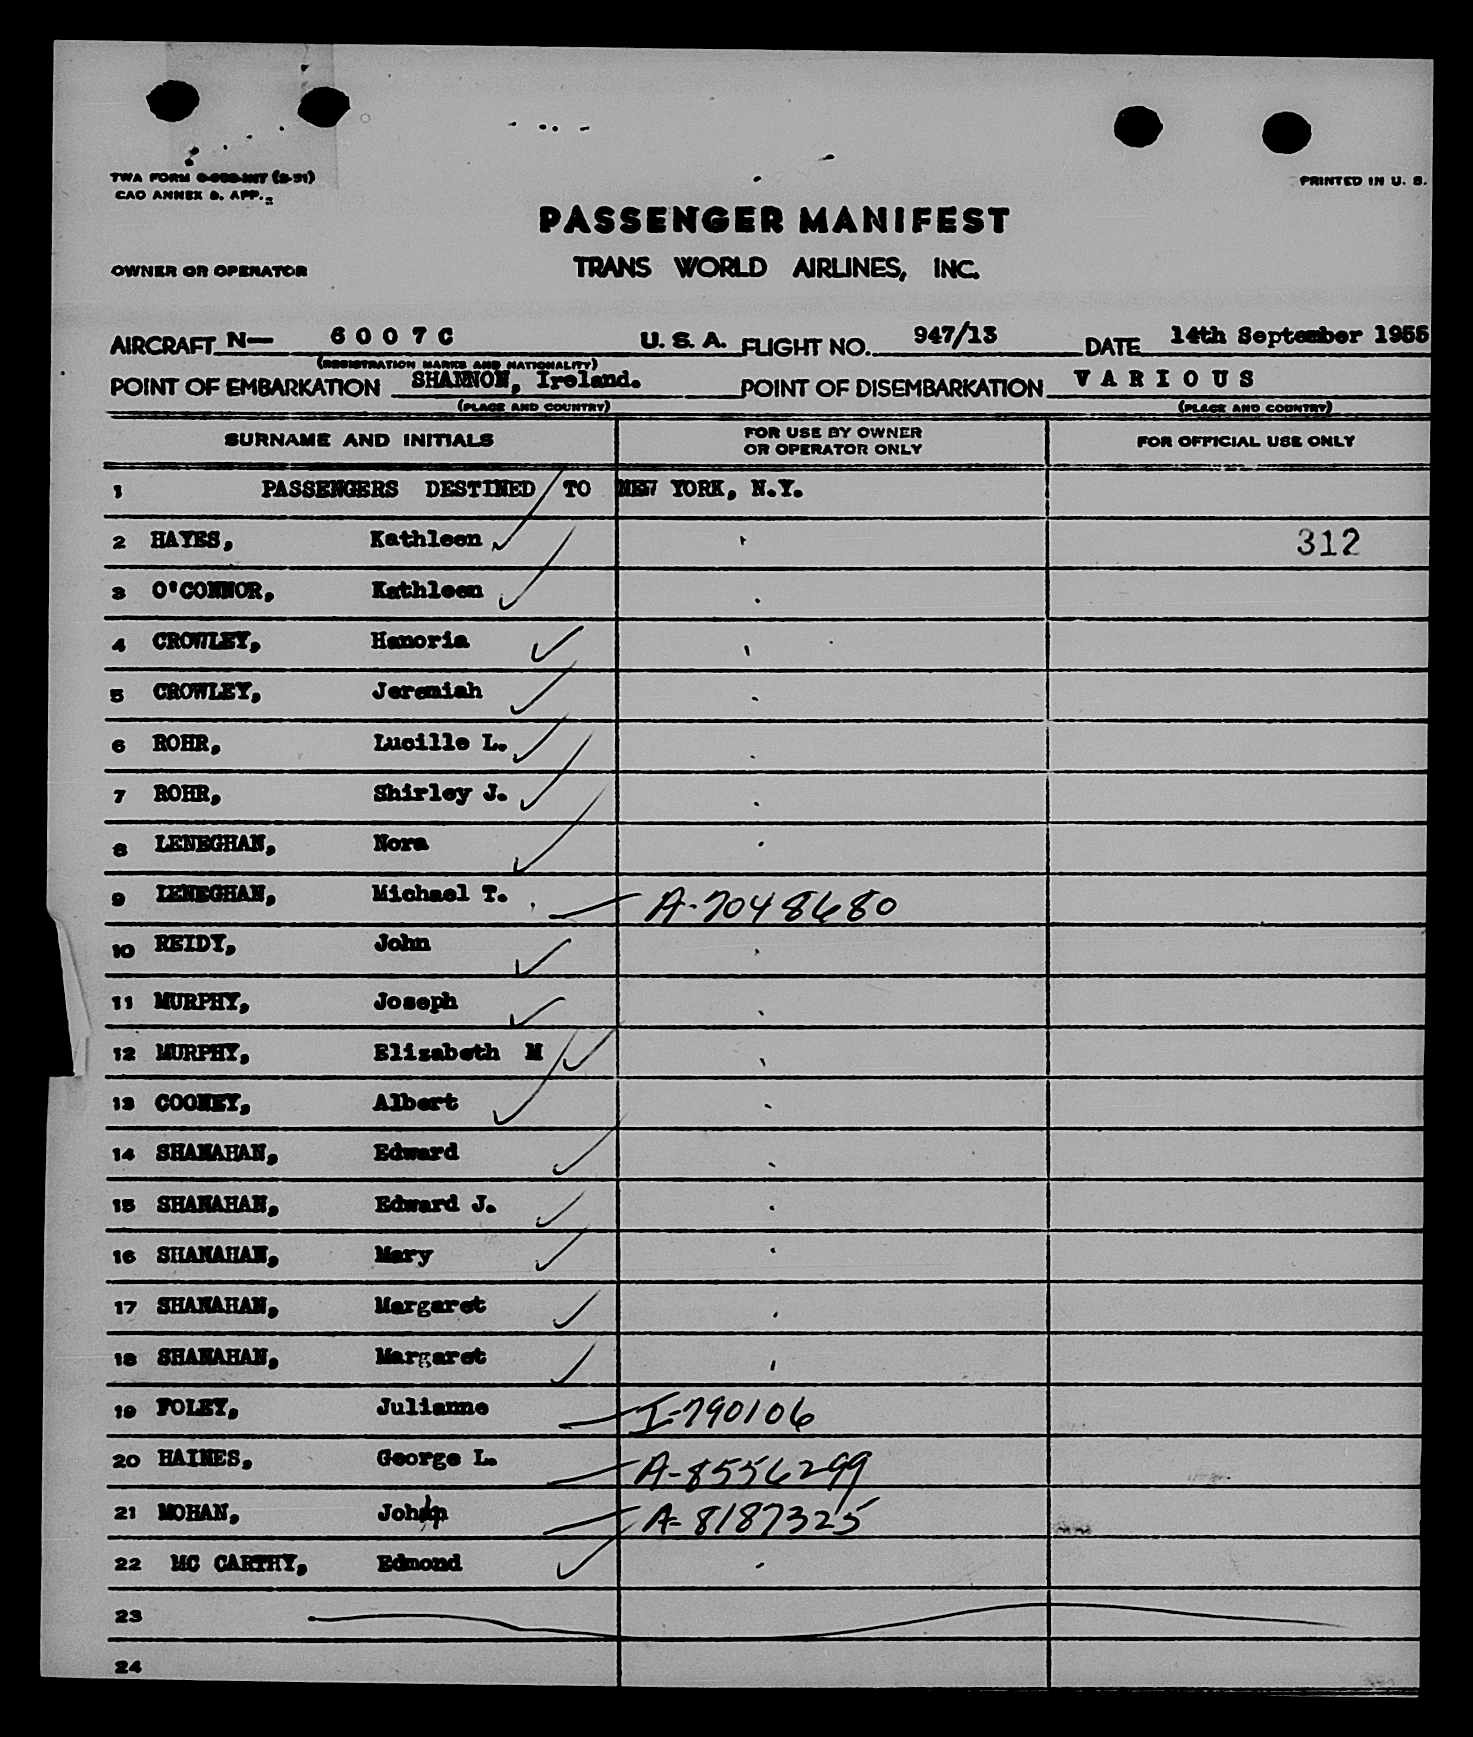 TWA FORM (2-51)
CAO ANNEX 9. APP.
PRINTED IN U. S.
PASSENGER MANIFEST
OWNER OR OPERATOR
TRANS WORLD AIRLINES, INC.
AIRCRAFT N— 6 0 0 7 C U. S. A. FLIGHT NO. 947/13 DATE 14th September 1955
(REGISTRATION MARKS AND NATIONALITY)
POINT OF EMBARKATION SHANNON, Ireland. POINT OF DISEMBARKATION V A R I O U S
(PLACE AND COUNTRY) (PLACE AND COUNTRY)
SURNAME AND INITIALS FOR USE BY OWNER OR OPERATOR ONLY FOR OFFICIAL USE ONLY
1 PASSENGERS DESTINED TO NEW YORK, N.Y.
2 HAYES, Kathleen 312
3 O'CONNOR, Kathleen
4 CROWLEY, Hanoria
5 CROWLEY, Jeremiah
6 ROHR, Lucille L.
7 ROHR, Shirley J.
8 LENEGHAN, Nora
9 LENEGHAN, Michael T. A-7048680
10 REIDY, John
11 MURPHY, Joseph
12 MURPHY, Elizabeth M
13 COONEY, Albert
14 SHANAHAN, Edward
15 SHANAHAN, Edward J.
16 SHANAHAN, Mary
17 SHANAHAN, Margaret
18 SHANAHAN, Margaret
19 FOLEY, Julianne I-790106
20 HAINES, George L. A-8556299
21 MOHAN, A-8187325
22 MC CARTHY, Edmond
23
24